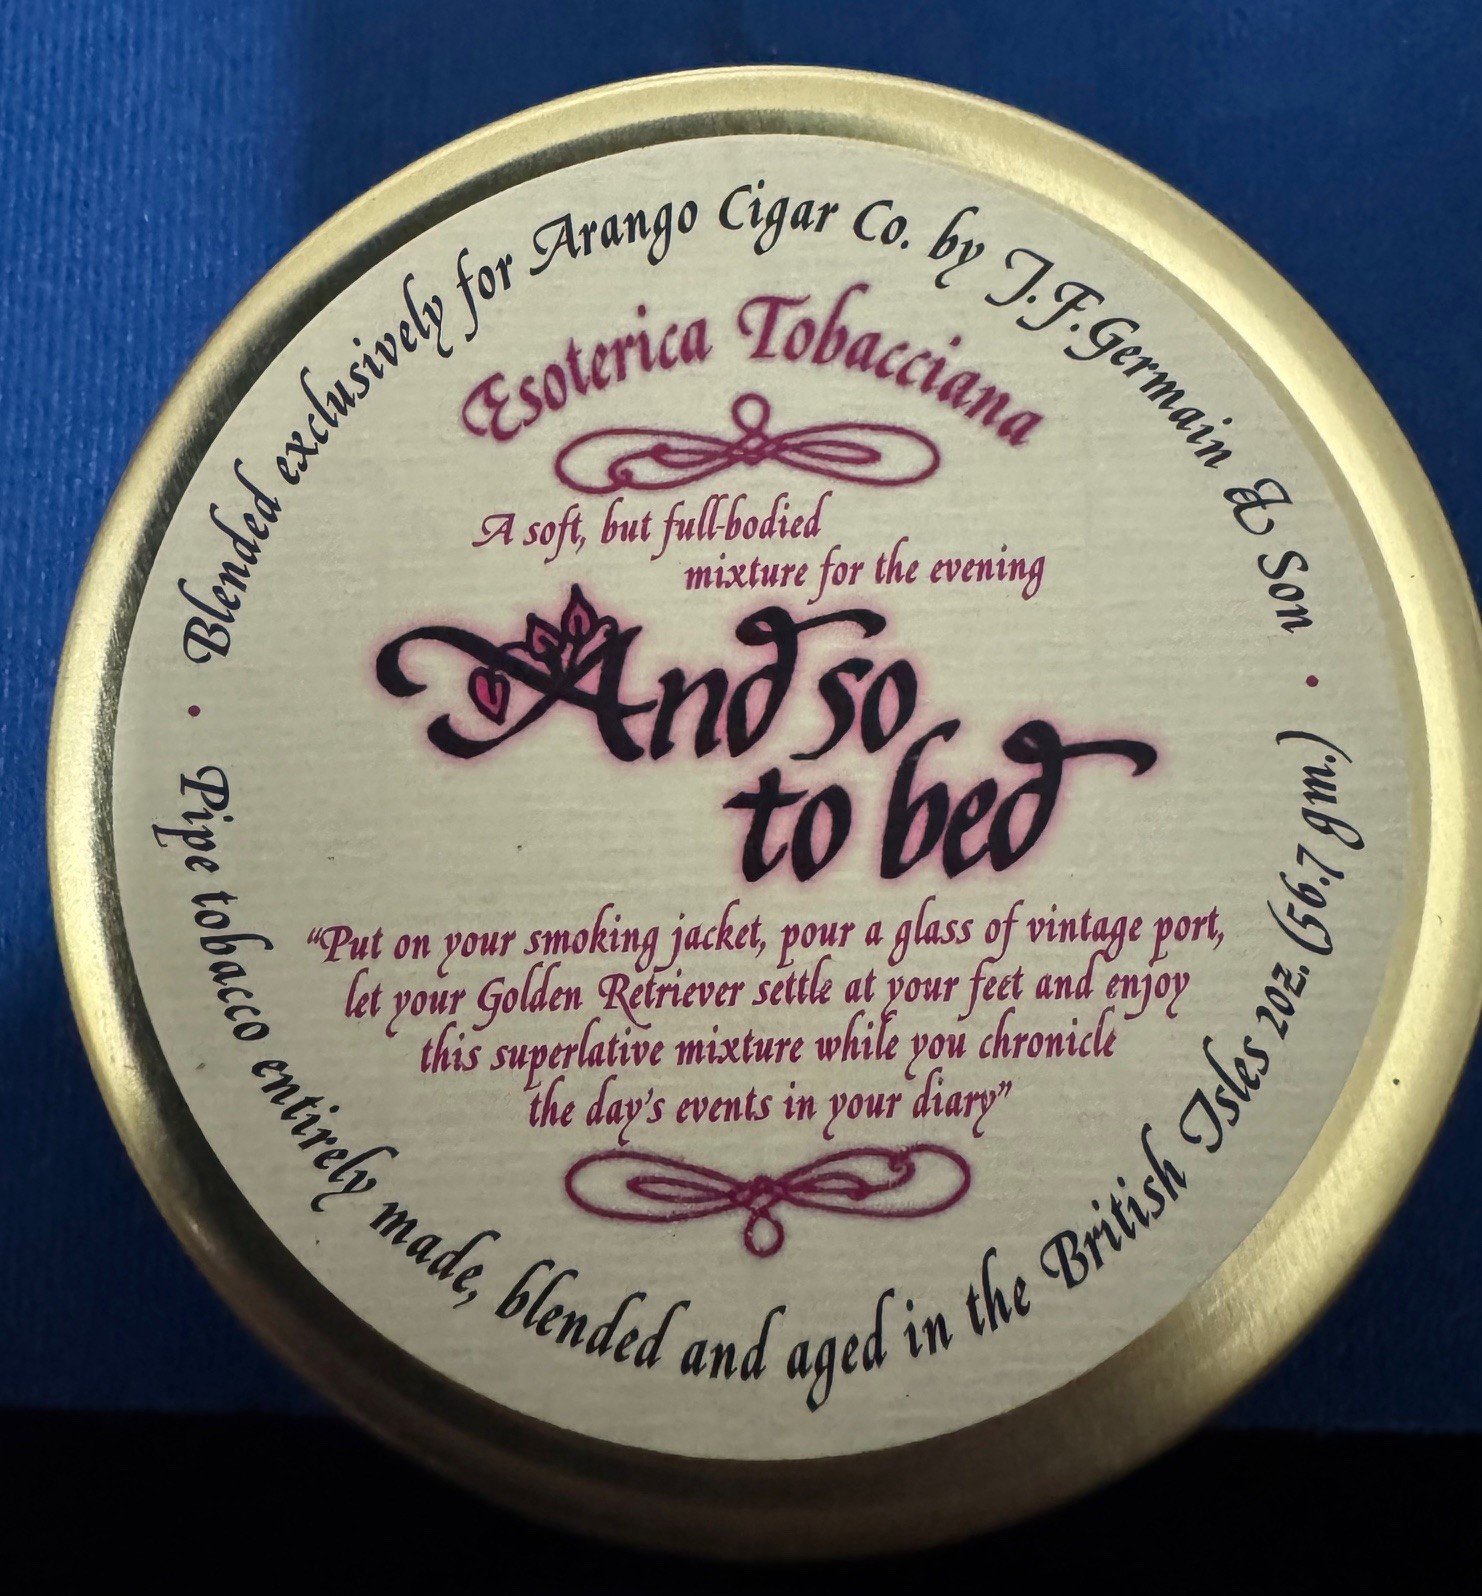 · Blended exclusively for Arango Cigar Co. by J.F.Germain & Son ·
Esoterica Tobacciana
A soft, but full-bodied
mixture for the evening
And so
to bed
“Put on your smoking jacket, pour a glass of vintage port,
let your Golden Retriever settle at your feet and enjoy
this superlative mixture while you chronicle
the day's events in your diary”
Pipe tobacco entirely made, blended and aged in the British Isles 2oz. (56.7 gm.)